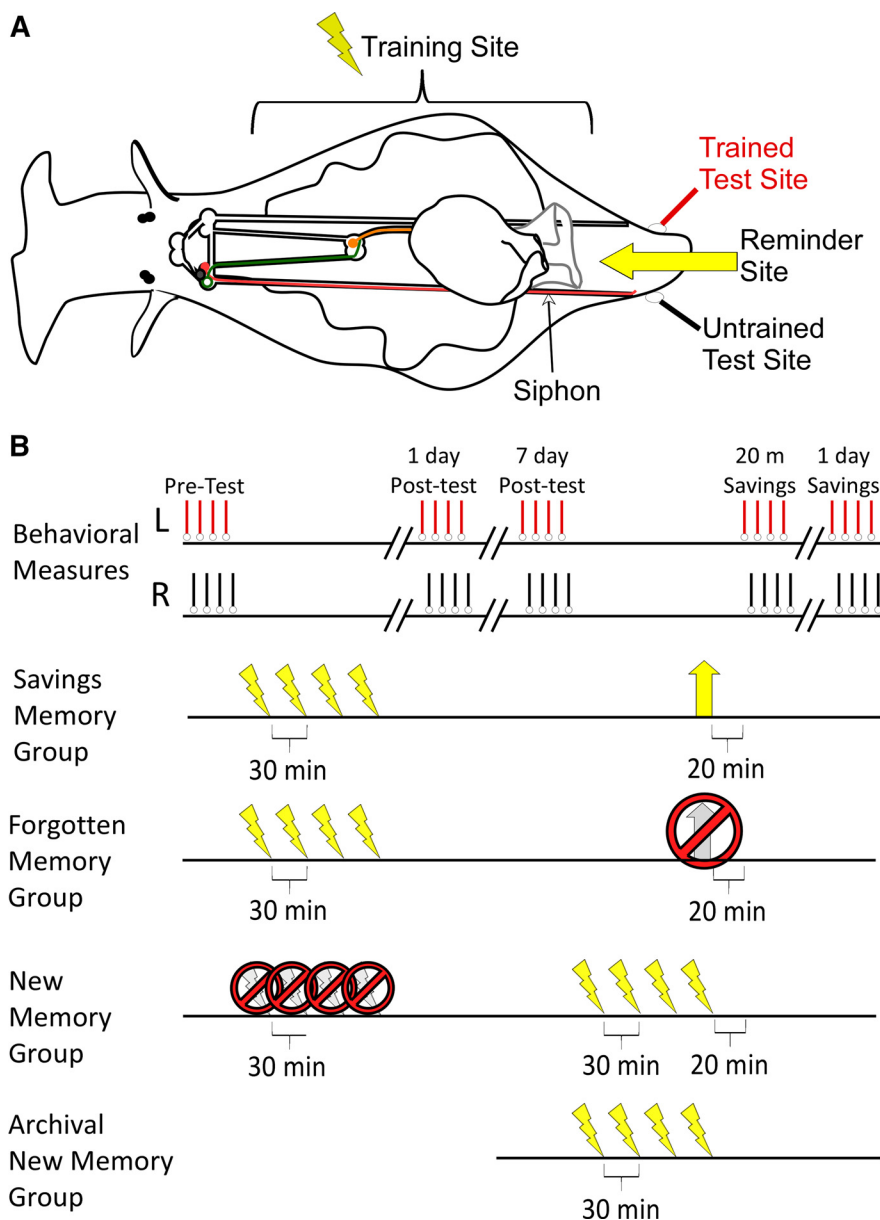 A
Training Site
Trained
Test Site
Reminder
Site
Untrained
Test Site
Siphon
B
Pre-Test
1 day
Post-test
7 day
Post-test
20 m
Savings
1 day
Savings
Behavioral
Measures
L
R
Savings
Memory
Group
30 min
20 min
Forgotten
Memory
Group
30 min
20 min
New
Memory
Group
30 min
30 min
20 min
Archival
New Memory
Group
30 min